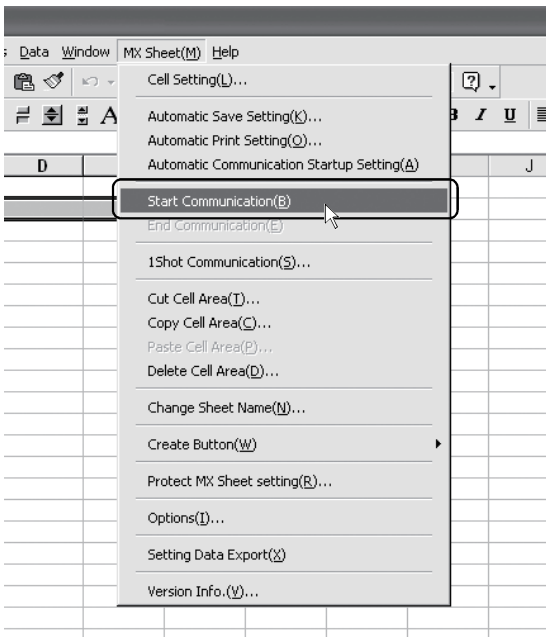 s Data Window MX Sheet(M) Help
Cell Setting(L)...
Automatic Save Setting(K)...
Automatic Print Setting(O)...
Automatic Communication Startup Setting(A)
Start Communication(B)
End Communication(E)
1Shot Communication(S)...
Cut Cell Area(T)...
Copy Cell Area(C)...
Paste Cell Area(P)...
Delete Cell Area(D)...
Change Sheet Name(N)...
Create Button(W)
Protect MX Sheet setting(R)...
Options(I)...
Setting Data Export(X)
Version Info.(V)...
A
B I U
D
J